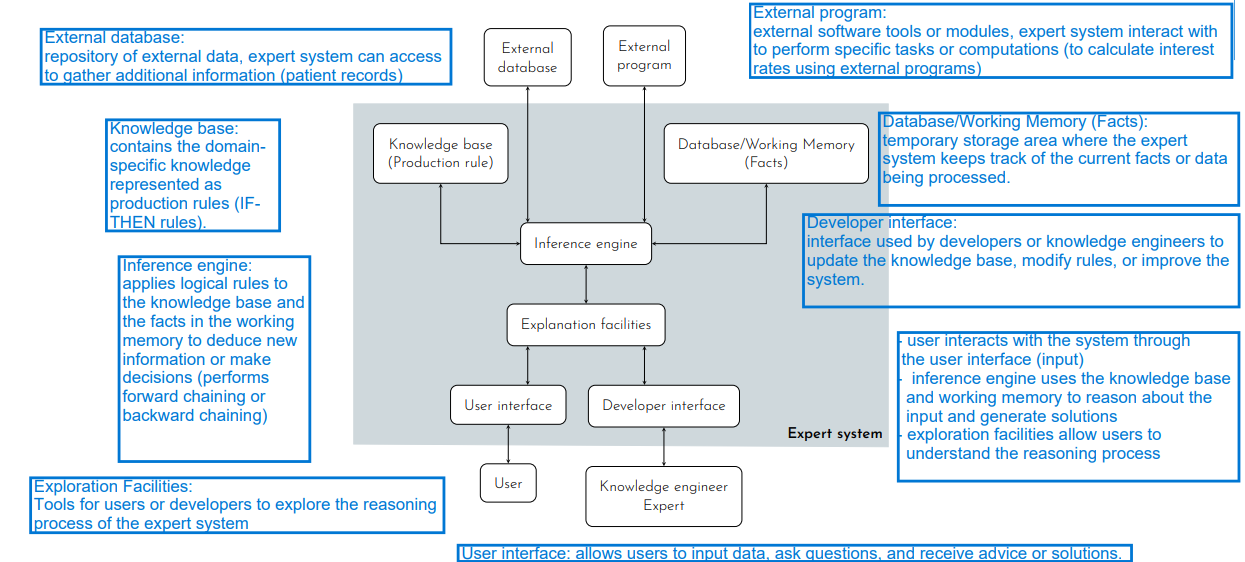 External database:
repository of external data, expert system can access
to gather additional information (patient records)
External
database
External
program
External program:
external software tools or modules, expert system interact with
to perform specific tasks or computations (to calculate interest
rates using external programs)
Knowledge base:
contains the domain-
specific knowledge
represented as
production rules (IF-
THEN rules).
Knowledge base
(Production rule)
Database/Working Memory
(Facts)
Database/Working Memory (Facts):
temporary storage area where the expert
system keeps track of the current facts or data
being processed.
Inference engine
Developer interface:
interface used by developers or knowledge engineers to
update the knowledge base, modify rules, or improve the
system.
Inference engine:
applies logical rules to
the knowledge base and
the facts in the working
memory to deduce new
information or make
decisions (performs
forward chaining or
backward chaining)
Explanation facilities
User interface
Developer interface
Expert system
- user interacts with the system through
the user interface (input)
- inference engine uses the knowledge base
and working memory to reason about the
input and generate solutions
- exploration facilities allow users to
understand the reasoning process
User
Knowledge engineer
Expert
Exploration Facilities:
Tools for users or developers to explore the reasoning
process of the expert system
User interface: allows users to input data, ask questions, and receive advice or solutions.